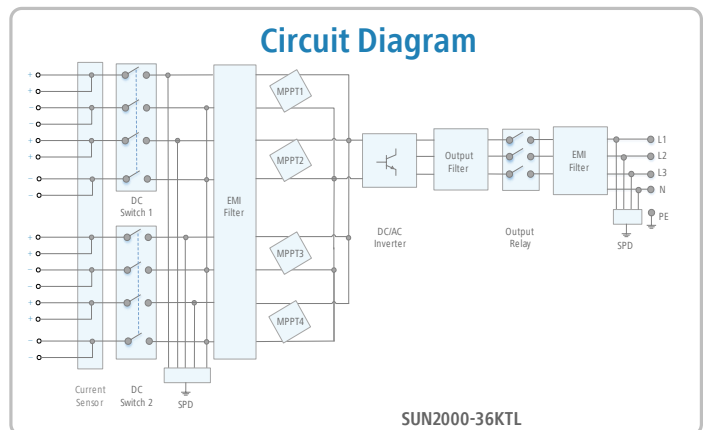 Circuit Diagram
+
+
−
−
+
+
−
−
+
+
−
−
+
+
−
−
DC
Switch 1
EMI
Filter
MPPT1
MPPT2
MPPT3
MPPT4
DC/AC
Inverter
Output
Filter
Output
Relay
EMI
Filter
L1
L2
L3
N
PE
SPD
Current
Sensor
DC
Switch 2
SPD
SUN2000-36KTL